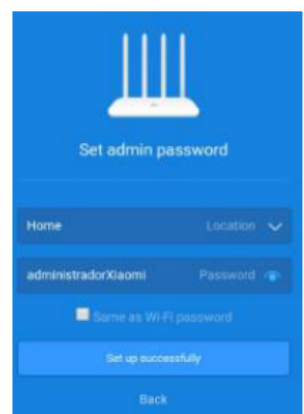 Set admin password
Home Location
administradorXiaomi Password
Same as Wi-Fi password
Set up successfully
Back